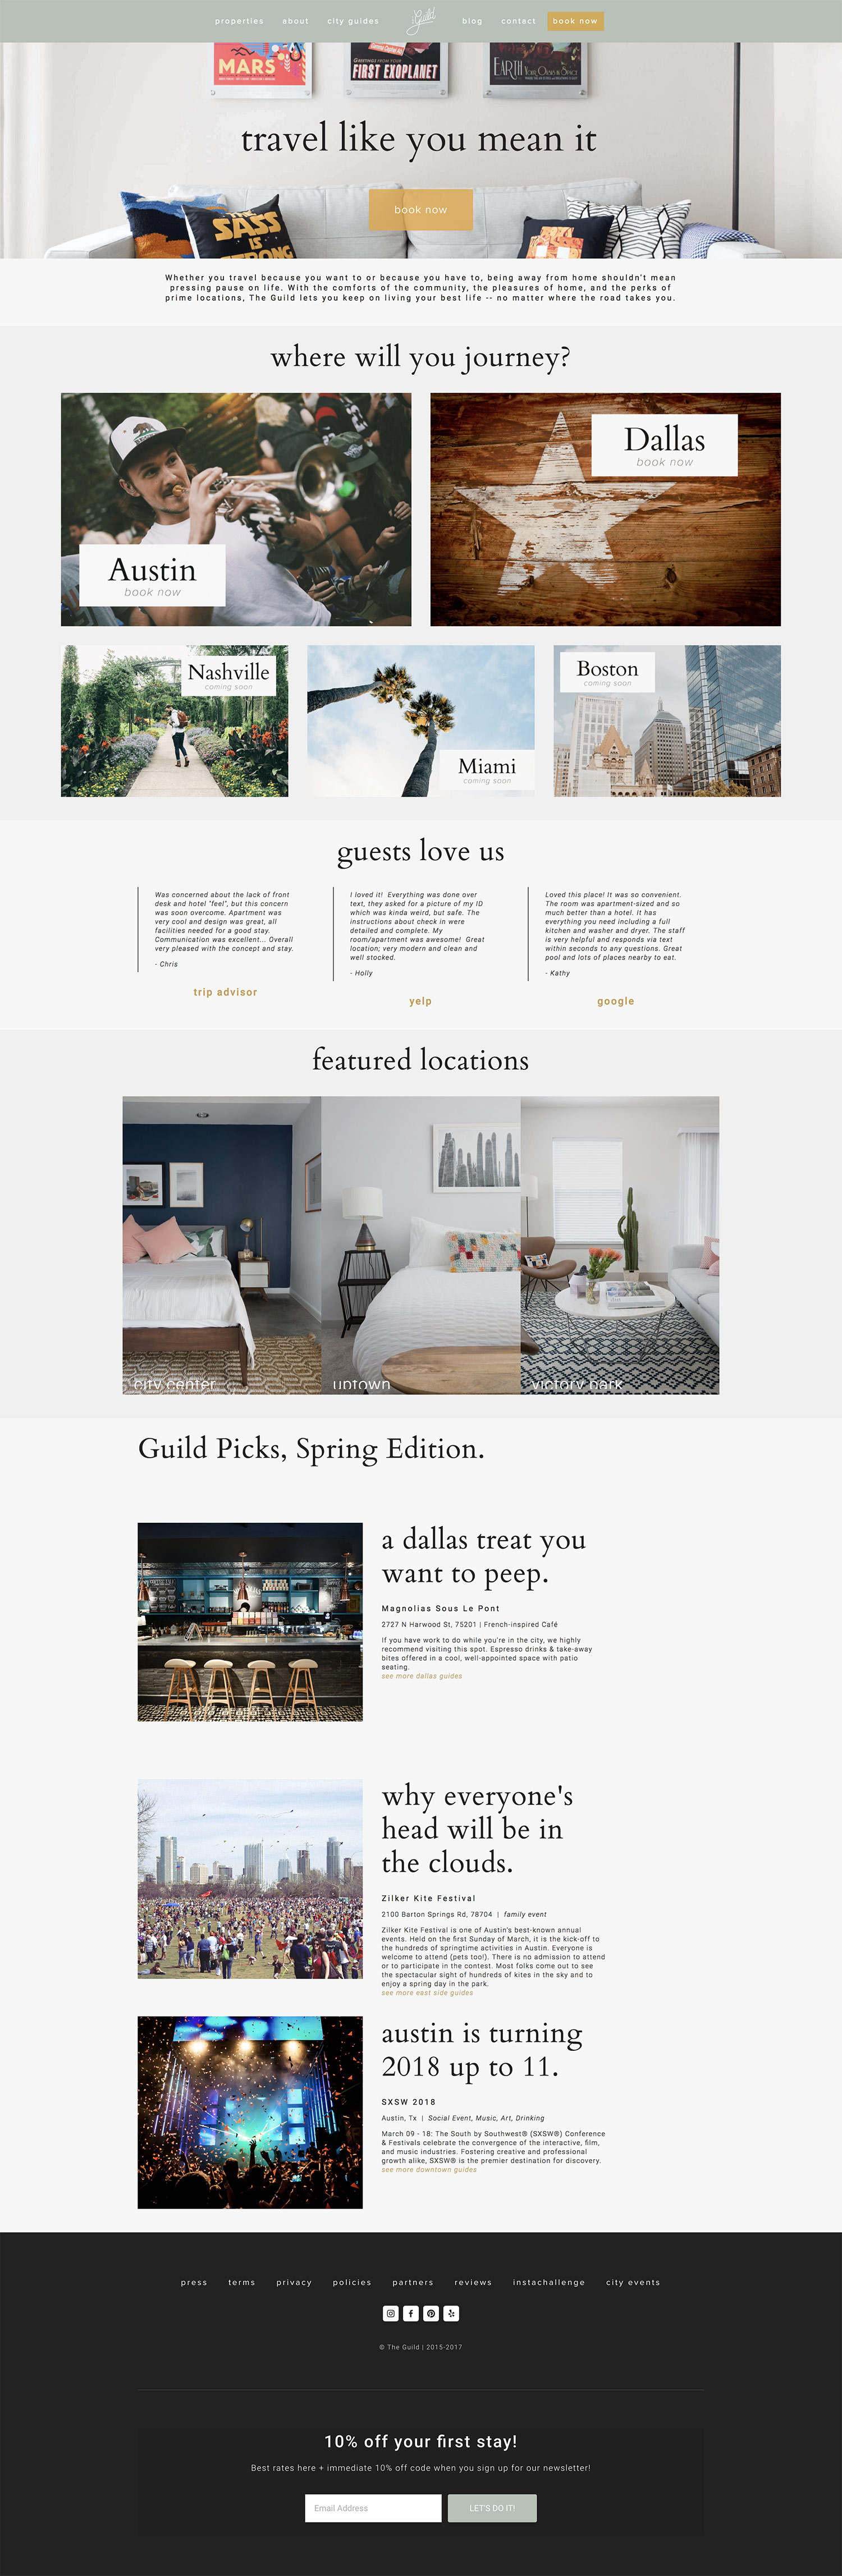 properties about city guides Guild blog contact book now
MARS
GREETINGS FROM YOUR
FIRST EXOPLANET
EARTH YOUR OASIS IN SPACE
travel like you mean it
THE
SASS
IS
STRONG
book now
Whether you travel because you want to or because you have to, being away from home shouldn't mean
pressing pause on life. With the comforts of the community, the pleasures of home, and the perks of
prime locations, The Guild lets you keep on living your best life -- no matter where the road takes you.
where will you journey?
Austin
book now
Dallas
book now
Nashville
coming soon
Miami
coming soon
Boston
coming soon
guests love us
Was concerned about the lack of front
desk and hotel "feel", but this concern
was soon overcome. Apartment was
very cool and design was great, all
facilities needed for a good stay.
Communication was excellent... Overall
very pleased with the concept and stay.
- Chris
trip advisor
I loved it! Everything was done over
text, they asked for a picture of my ID
which was kinda weird, but safe. The
instructions about check in were
detailed and complete. My
room/apartment was awesome! Great
location; very modern and clean and
well stocked.
- Holly
yelp
Loved this place! It was so convenient.
The room was apartment-sized and so
much better than a hotel. It has
everything you need including a full
kitchen and washer and dryer. The staff
is very helpful and responds via text
within seconds to any questions. Great
pool and lots of places nearby to eat.
- Kathy
google
featured locations
city center
uptown
victory park
Guild Picks, Spring Edition.
a dallas treat you
want to peep.
Magnolias Sous Le Pont
2727 N Harwood St, 75201 | French-inspired Café
If you have work to do while you're in the city, we highly
recommend visiting this spot. Espresso drinks & take-away
bites offered in a cool, well-appointed space with patio
seating.
see more dallas guides
why everyone's
head will be in
the clouds.
Zilker Kite Festival
2100 Barton Springs Rd, 78704 | family event
Zilker Kite Festival is one of Austin's best-known annual
events. Held on the first Sunday of March, it is the kick-off to
the hundreds of springtime activities in Austin. Everyone is
welcome to attend (pets too!). There is no admission to attend
or to participate in the contest. Most folks come out to see
the spectacular sight of hundreds of kites in the sky and to
enjoy a spring day in the park.
see more east side guides
austin is turning
2018 up to 11.
SXSW 2018
Austin, Tx | Social Event, Music, Art, Drinking
March 09 - 18: The South by Southwest® (SXSW®) Conference
& Festivals celebrate the convergence of the interactive, film,
and music industries. Fostering creative and professional
growth alike, SXSW® is the premier destination for discovery.
see more downtown guides
press terms privacy policies partners reviews instachallenge city events
© The Guild | 2015-2017
10% off your first stay!
Best rates here + immediate 10% off code when you sign up for our newsletter!
Email Address
LET'S DO IT!